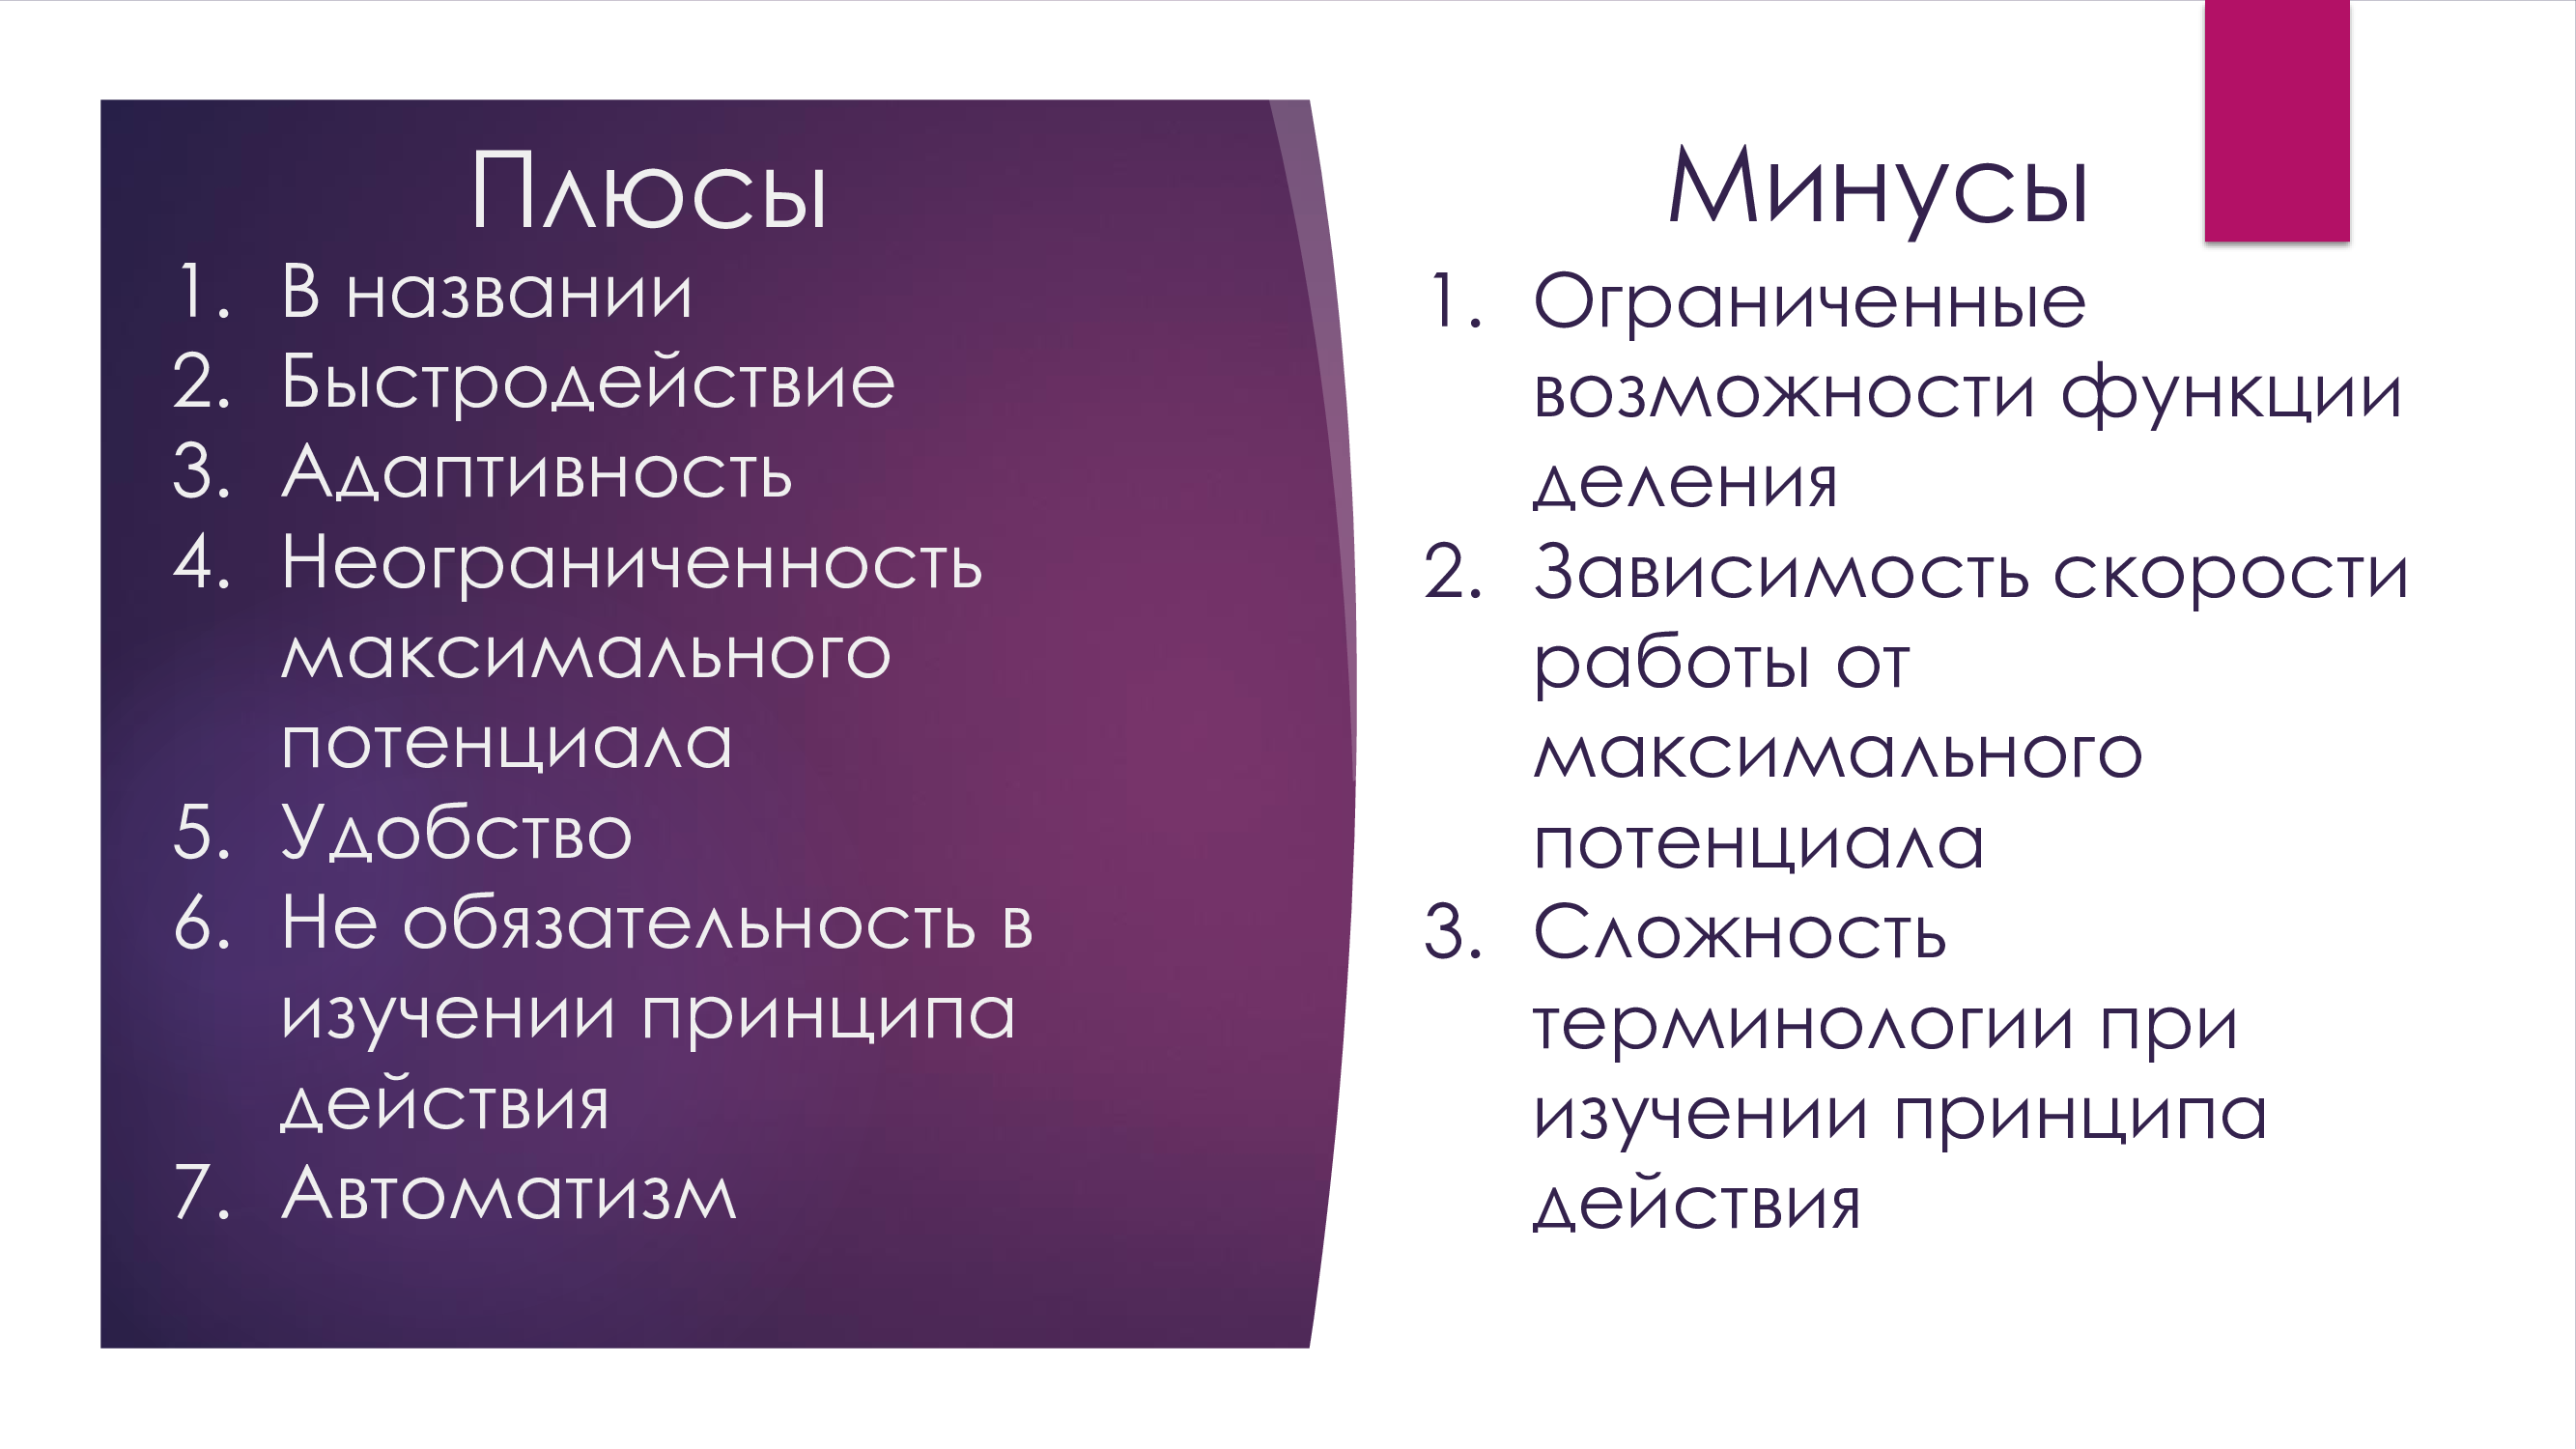 Плюсы
1. В названии
2. Быстродействие
3. Адаптивность
4. Неограниченность
максимального
потенциала
5. Удобство
6. Не обязательность в
изучении принципа
действия
7. Автоматизм
Минусы
1. Ограниченные
возможности функции
деления
2. Зависимость скорости
работы от
максимального
потенциала
3. Сложность
терминологии при
изучении принципа
действия